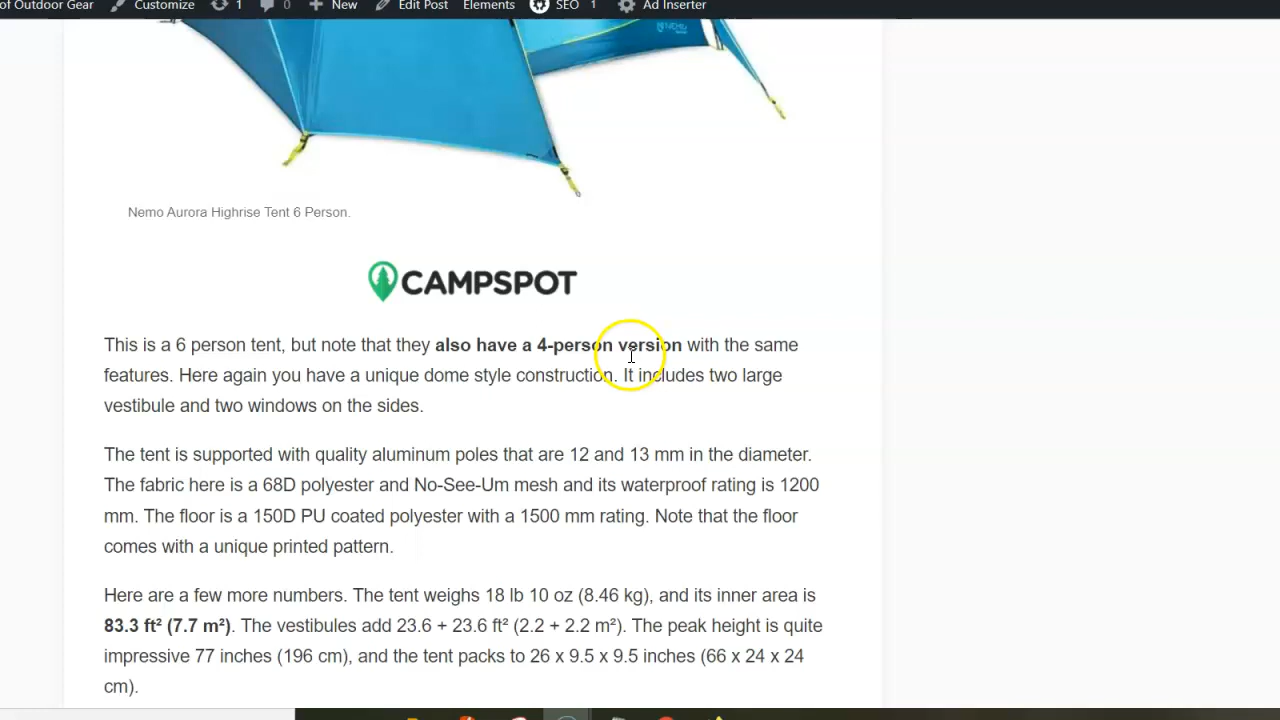 of Outdoor Gear Customize 1 0 New Edit Post Elements SEO 1 Ad Inserter
NEMO
Nemo Aurora Highrise Tent 6 Person.
CAMPSPOT
This is a 6 person tent, but note that they also have a 4-person version with the same
features. Here again you have a unique dome style construction. It includes two large
vestibule and two windows on the sides.
The tent is supported with quality aluminum poles that are 12 and 13 mm in the diameter.
The fabric here is a 68D polyester and No-See-Um mesh and its waterproof rating is 1200
mm. The floor is a 150D PU coated polyester with a 1500 mm rating. Note that the floor
comes with a unique printed pattern.
Here are a few more numbers. The tent weighs 18 lb 10 oz (8.46 kg), and its inner area is
83.3 ft² (7.7 m²). The vestibules add 23.6 + 23.6 ft² (2.2 + 2.2 m²). The peak height is quite
impressive 77 inches (196 cm), and the tent packs to 26 x 9.5 x 9.5 inches (66 x 24 x 24
cm).